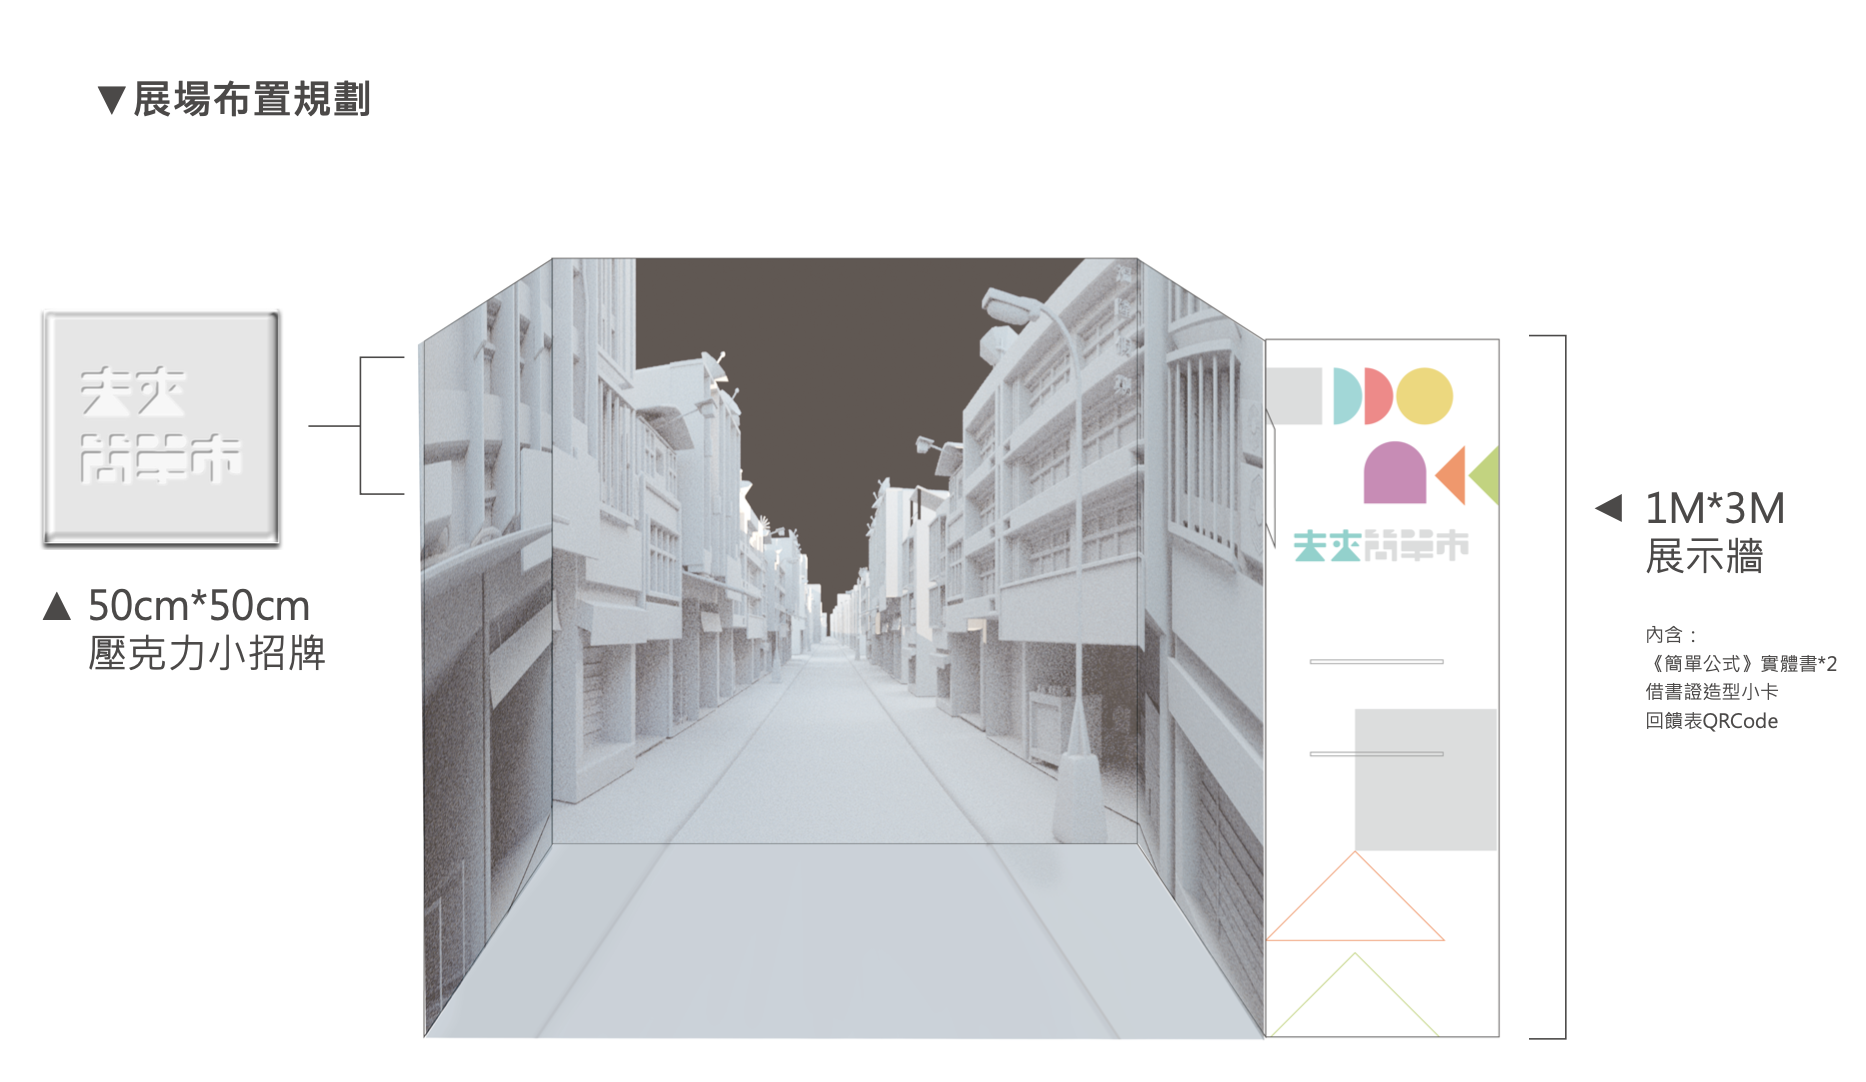 ▼展場布置規劃
未來
簡單市
▲ 50cm*50cm
壓克力小招牌
未來簡單市
◀ 1M*3M
展示牆
內含：
《簡單公式》實體書*2
借書證造型小卡
回饋表QRCode